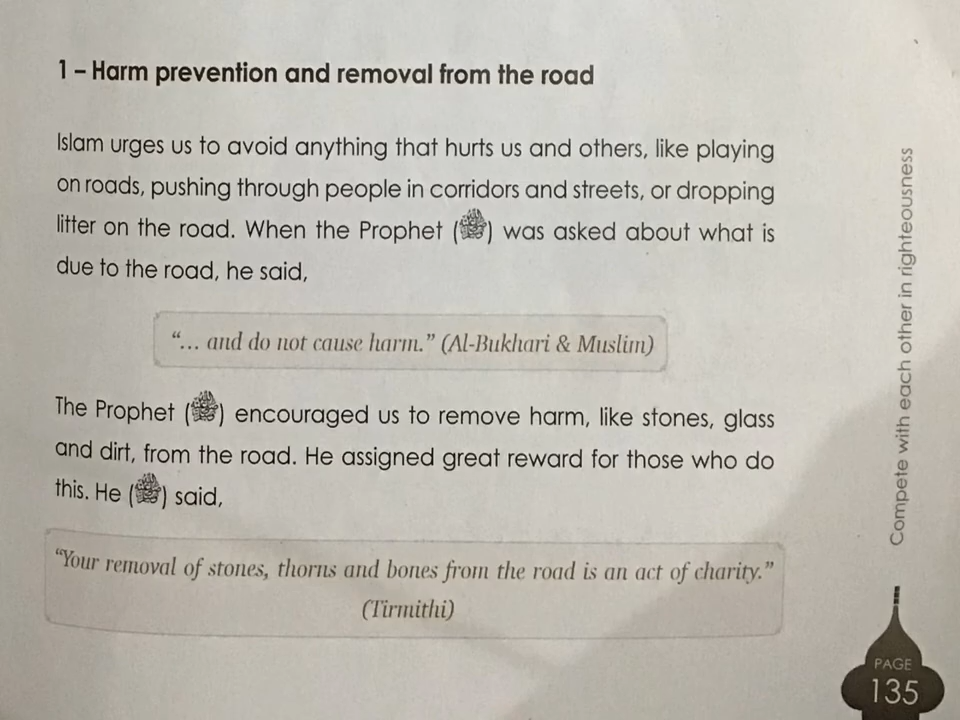 1 – Harm prevention and removal from the road
Islam urges us to avoid anything that hurts us and others, like playing
on roads, pushing through people in corridors and streets, or dropping
litter on the road. When the Prophet (ﷺ) was asked about what is
due to the road, he said,
“... and do not cause harm.” (Al-Bukhari & Muslim)
The Prophet (ﷺ) encouraged us to remove harm, like stones, glass
and dirt, from the road. He assigned great reward for those who do
this. He (ﷺ) said,
“Your removal of stones, thorns and bones from the road is an act of charity.”
(Tirmithi)
Compete with each other in righteousness
PAGE
135